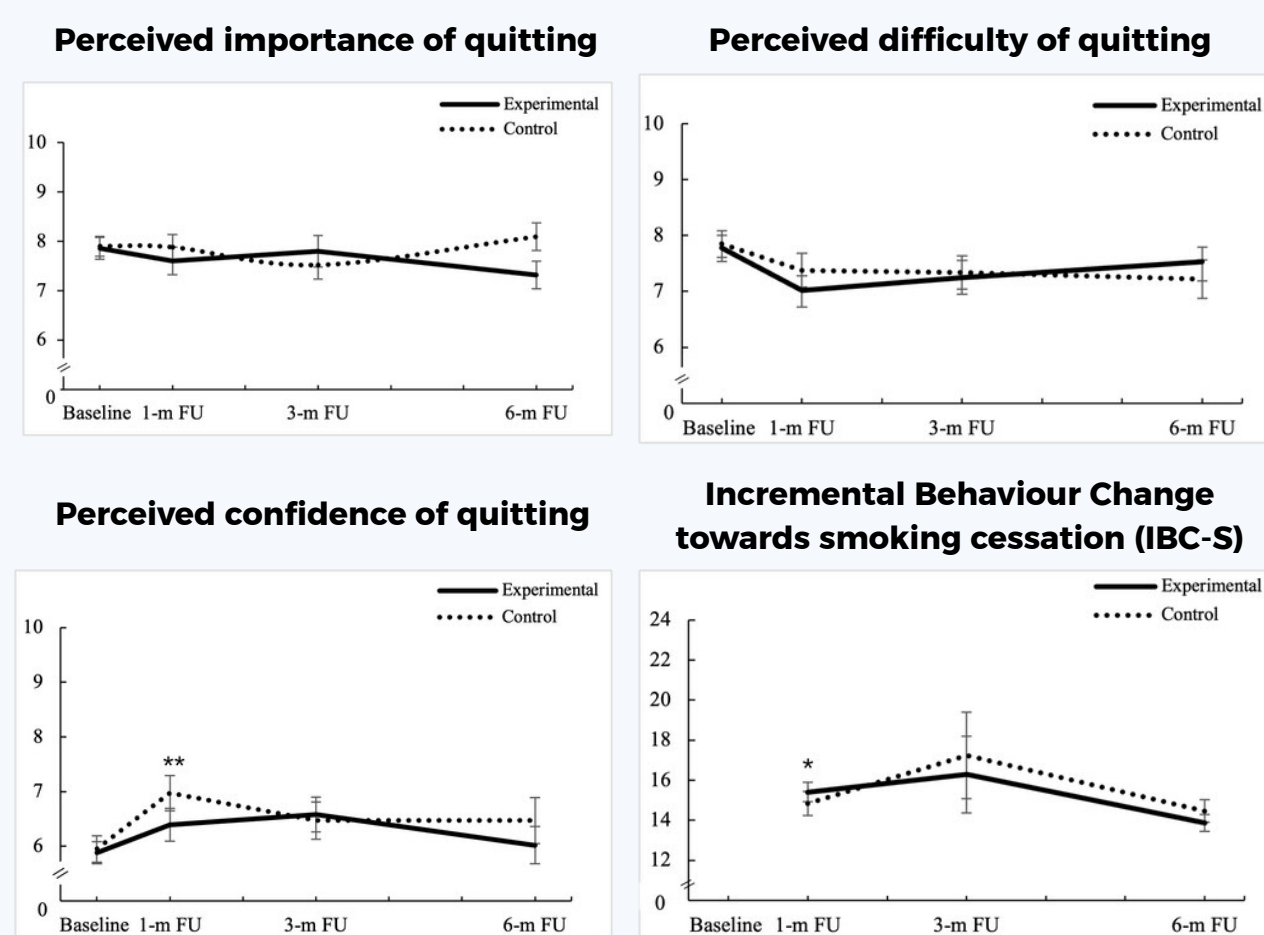 Perceived importance of quitting
Experimental
Control
10
9
8
7
6
0
Baseline 1-m FU 3-m FU 6-m FU
Perceived difficulty of quitting
Experimental
Control
10
9
8
7
6
0
Baseline 1-m FU 3-m FU 6-m FU
Perceived confidence of quitting
Experimental
Control
10
9
8
7
**
6
0
Baseline 1-m FU 3-m FU 6-m FU
Incremental Behaviour Change
towards smoking cessation (IBC-S)
Experimental
Control
24
22
20
18
*
16
14
12
0
Baseline 1-m FU 3-m FU 6-m FU